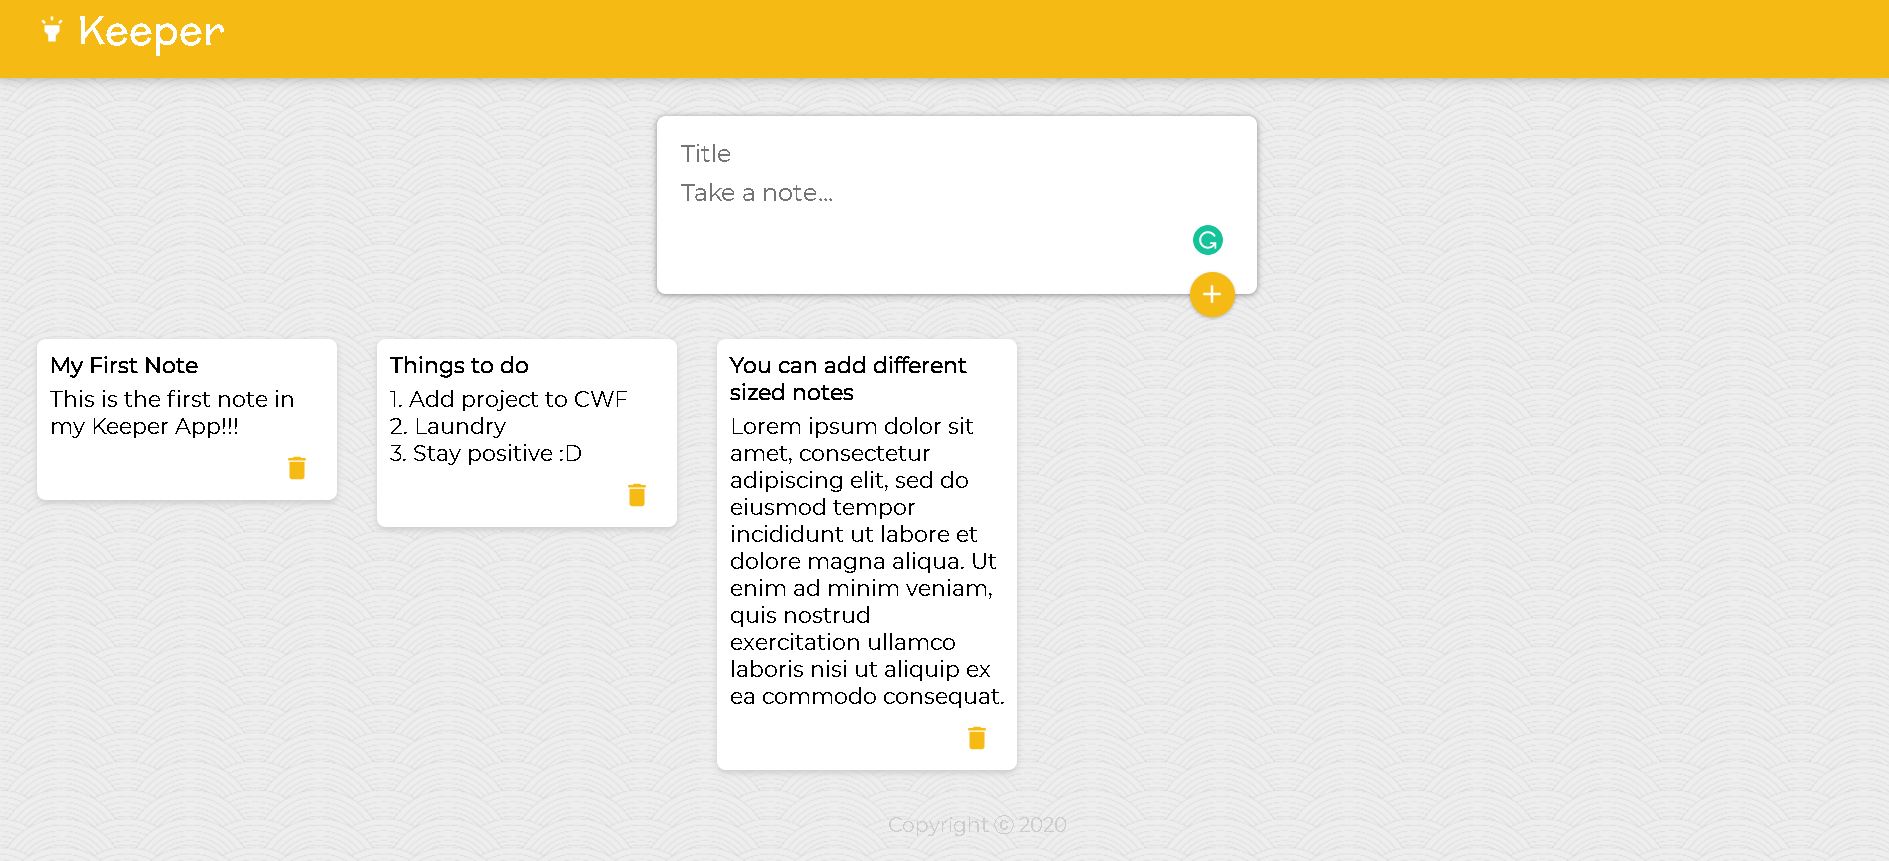 Keeper
Title
Take a note...
My First Note
This is the first note in
my Keeper App!!!
Things to do
1. Add project to CWF
2. Laundry
3. Stay positive :D
You can add different
sized notes
Lorem ipsum dolor sit
amet, consectetur
adipiscing elit, sed do
eiusmod tempor
incididunt ut labore et
dolore magna aliqua. Ut
enim ad minim veniam,
quis nostrud
exercitation ullamco
laboris nisi ut aliquip ex
ea commodo consequat.
Copyright ⓒ 2020